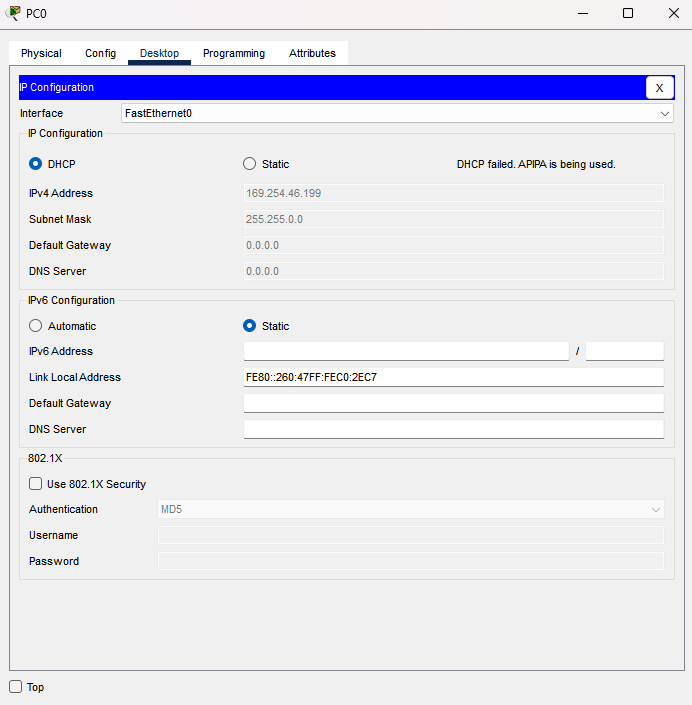 PC0
Physical Config Desktop Programming Attributes
IP Configuration X
Interface FastEthernet0
IP Configuration
DHCP Static DHCP failed. APIPA is being used.
IPv4 Address 169.254.46.199
Subnet Mask 255.255.0.0
Default Gateway 0.0.0.0
DNS Server 0.0.0.0
IPv6 Configuration
Automatic Static
IPv6 Address /
Link Local Address FE80::260:47FF:FEC0:2EC7
Default Gateway
DNS Server
802.1X
Use 802.1X Security
Authentication MD5
Username
Password
Top